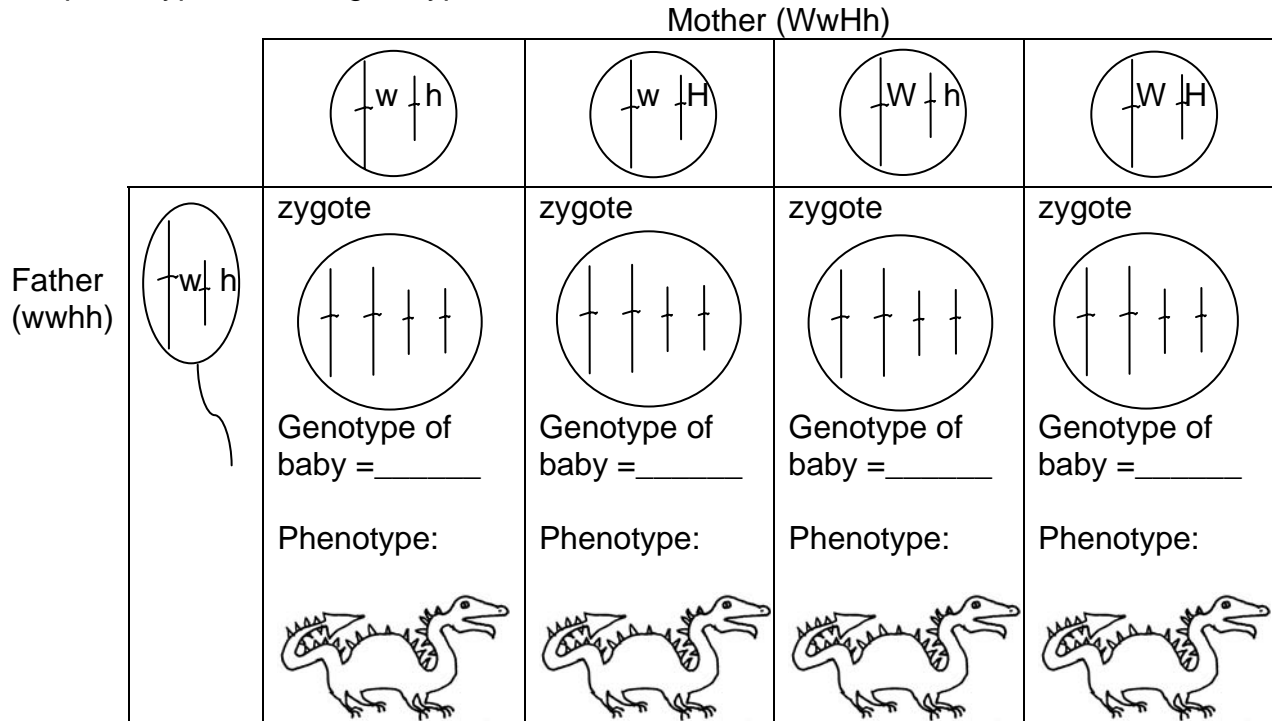 Mother (WwHh)
w h
w H
W h
W H
Father
(wwhh)
w h
zygote
zygote
zygote
zygote
Genotype of
baby =______
Genotype of
baby =______
Genotype of
baby =______
Genotype of
baby =______
Phenotype:
Phenotype:
Phenotype:
Phenotype: